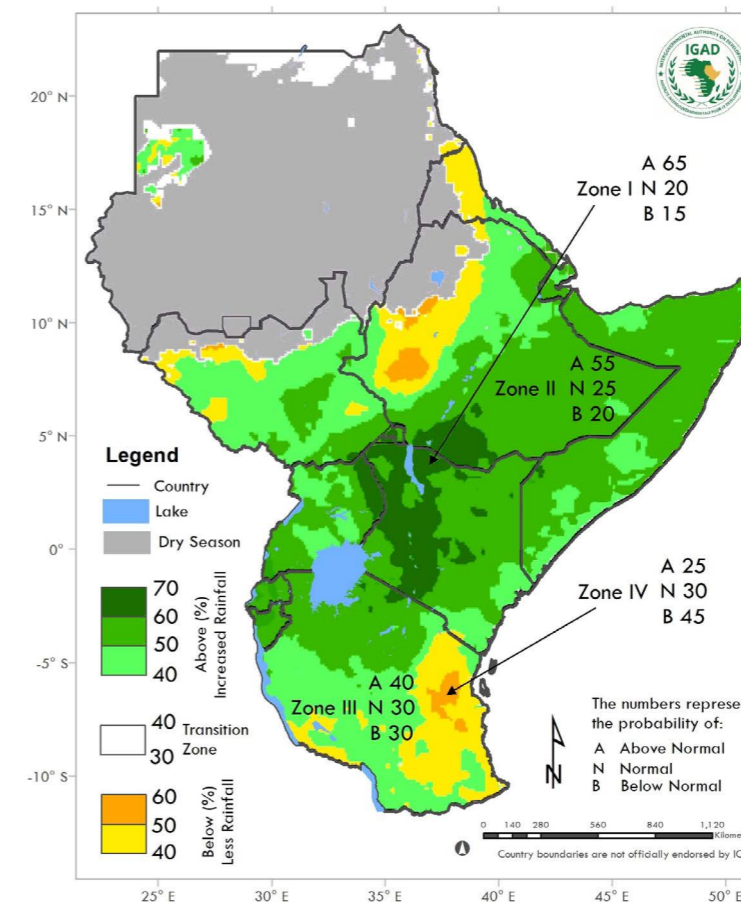 IGAD
20° N
15° N
10° N
5° N
0°
-5° S
-10° S
A 65
Zone I N 20
B 15
A 55
Zone II N 25
B 20
A 25
Zone IV N 30
B 45
A 40
Zone III N 30
B 30
Legend
Country
Lake
Dry Season
70
60
50
40
Above (%)
Increased Rainfall
40
30
Transition
Zone
60
50
40
Below (%)
Less Rainfall
The numbers represe
the probability of:
A Above Normal
N Normal
B Below Normal
N
0 140 280 560 840 1,120
Kilome
Country boundaries are not officially endorsed by IG
25° E
30° E
35° E
40° E
45° E
50° E